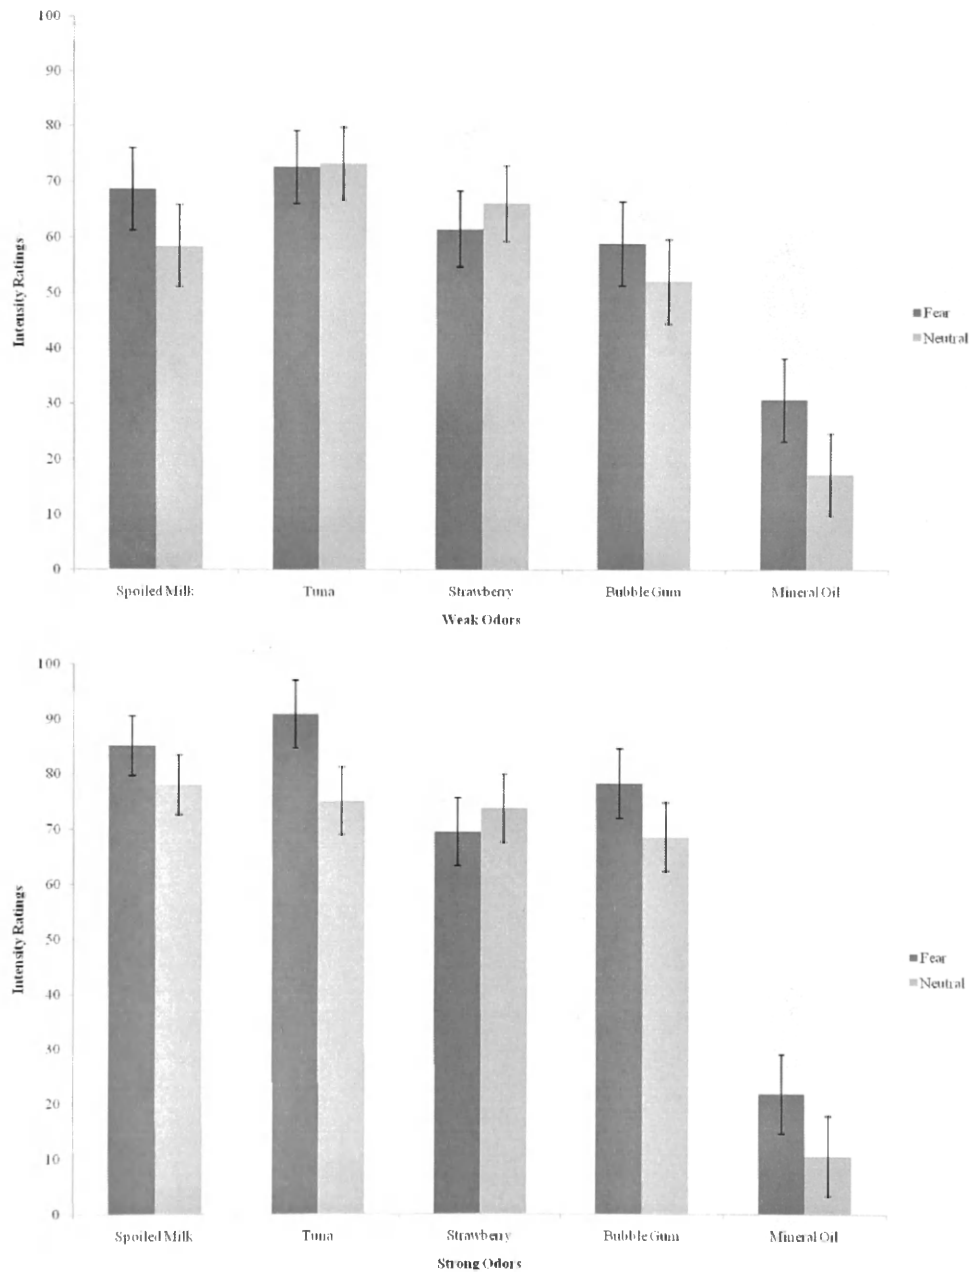 100
90
80
70
60
50
40
30
20
10
0
Intensity Ratings
Fear
Neutral
Spoiled Milk Tuna Strawberry Bubble Gum Mineral Oil
Weak Odors
100
90
80
70
60
50
40
30
20
10
0
Intensity Ratings
Fear
Neutral
Spoiled Milk Tuna Strawberry Bubble Gum Mineral Oil
Strong Odors